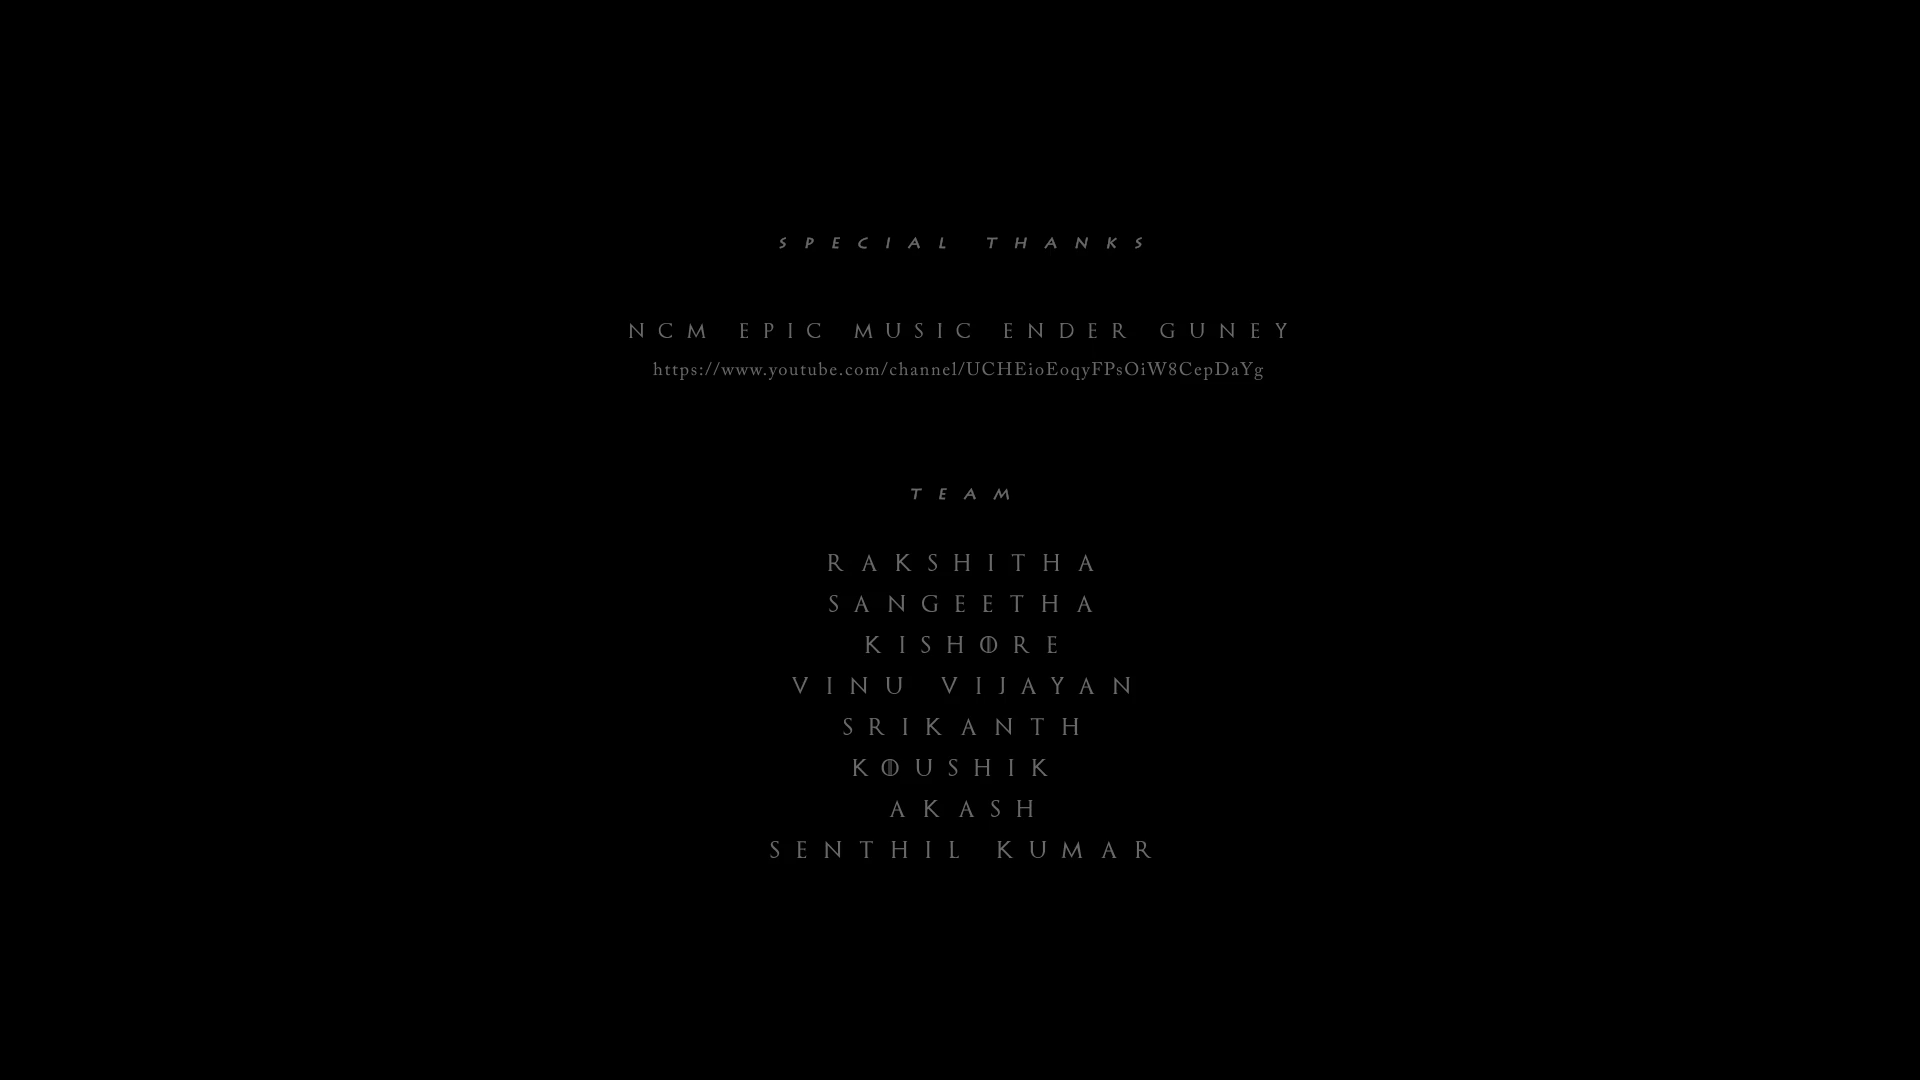 SPECIAL THANKS
NCM EPIC MUSIC ENDER GUNEY
https://www.youtube.com/channel/UCHEioEoqyFPsOiW8CepDaYg
TEAM
RAKSHITHA
SANGEETHA
KISHORE
VINU VIJAYAN
SRIKANTH
KOUSHIK
AKASH
SENTHIL KUMAR